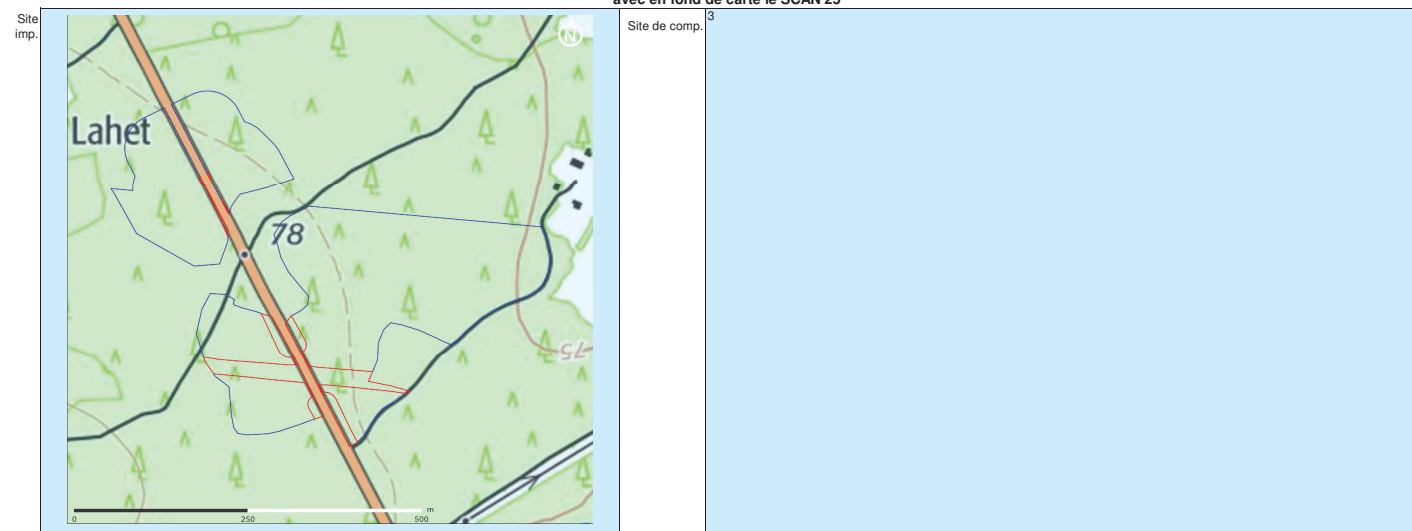 avec en fond de carte le SCAN 25
Site
imp.
N
Lahet
78
75
0
250
500
m
Site de comp.
3